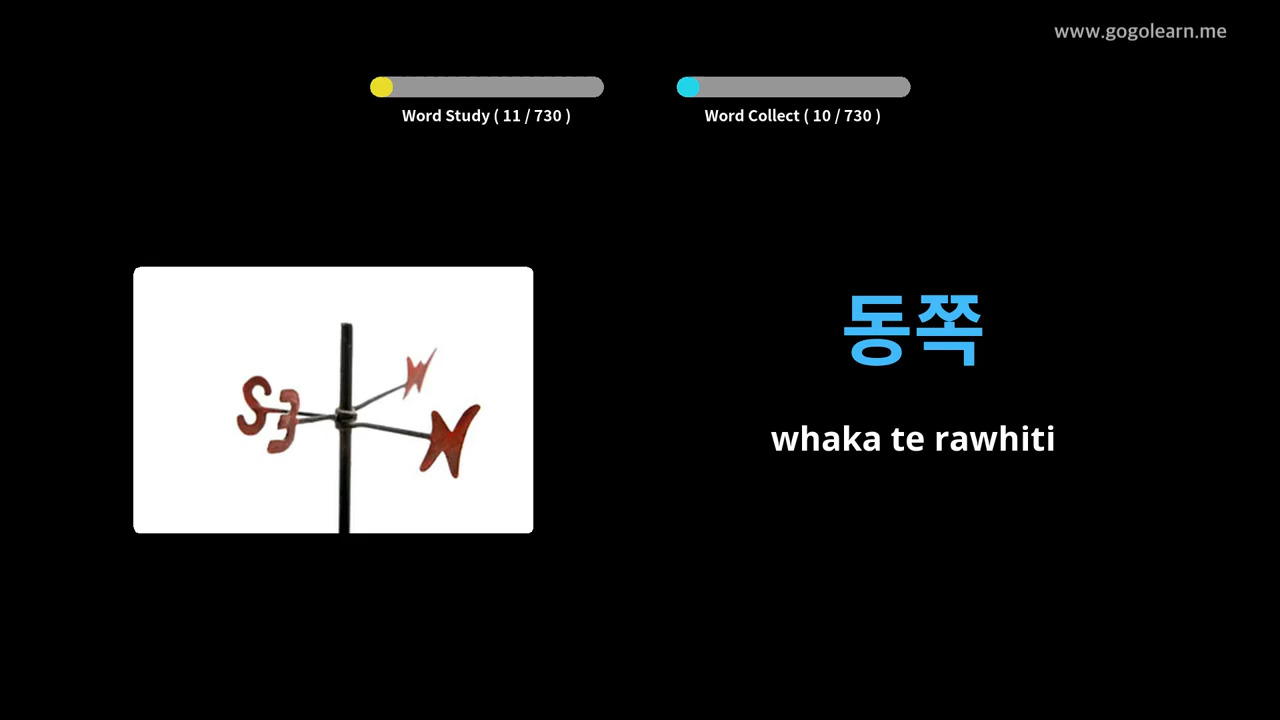 www.gogolearn.me
Word Study ( 11 / 730 )
Word Collect ( 10 / 730 )
동쪽
whaka te rawhiti
S
E
N